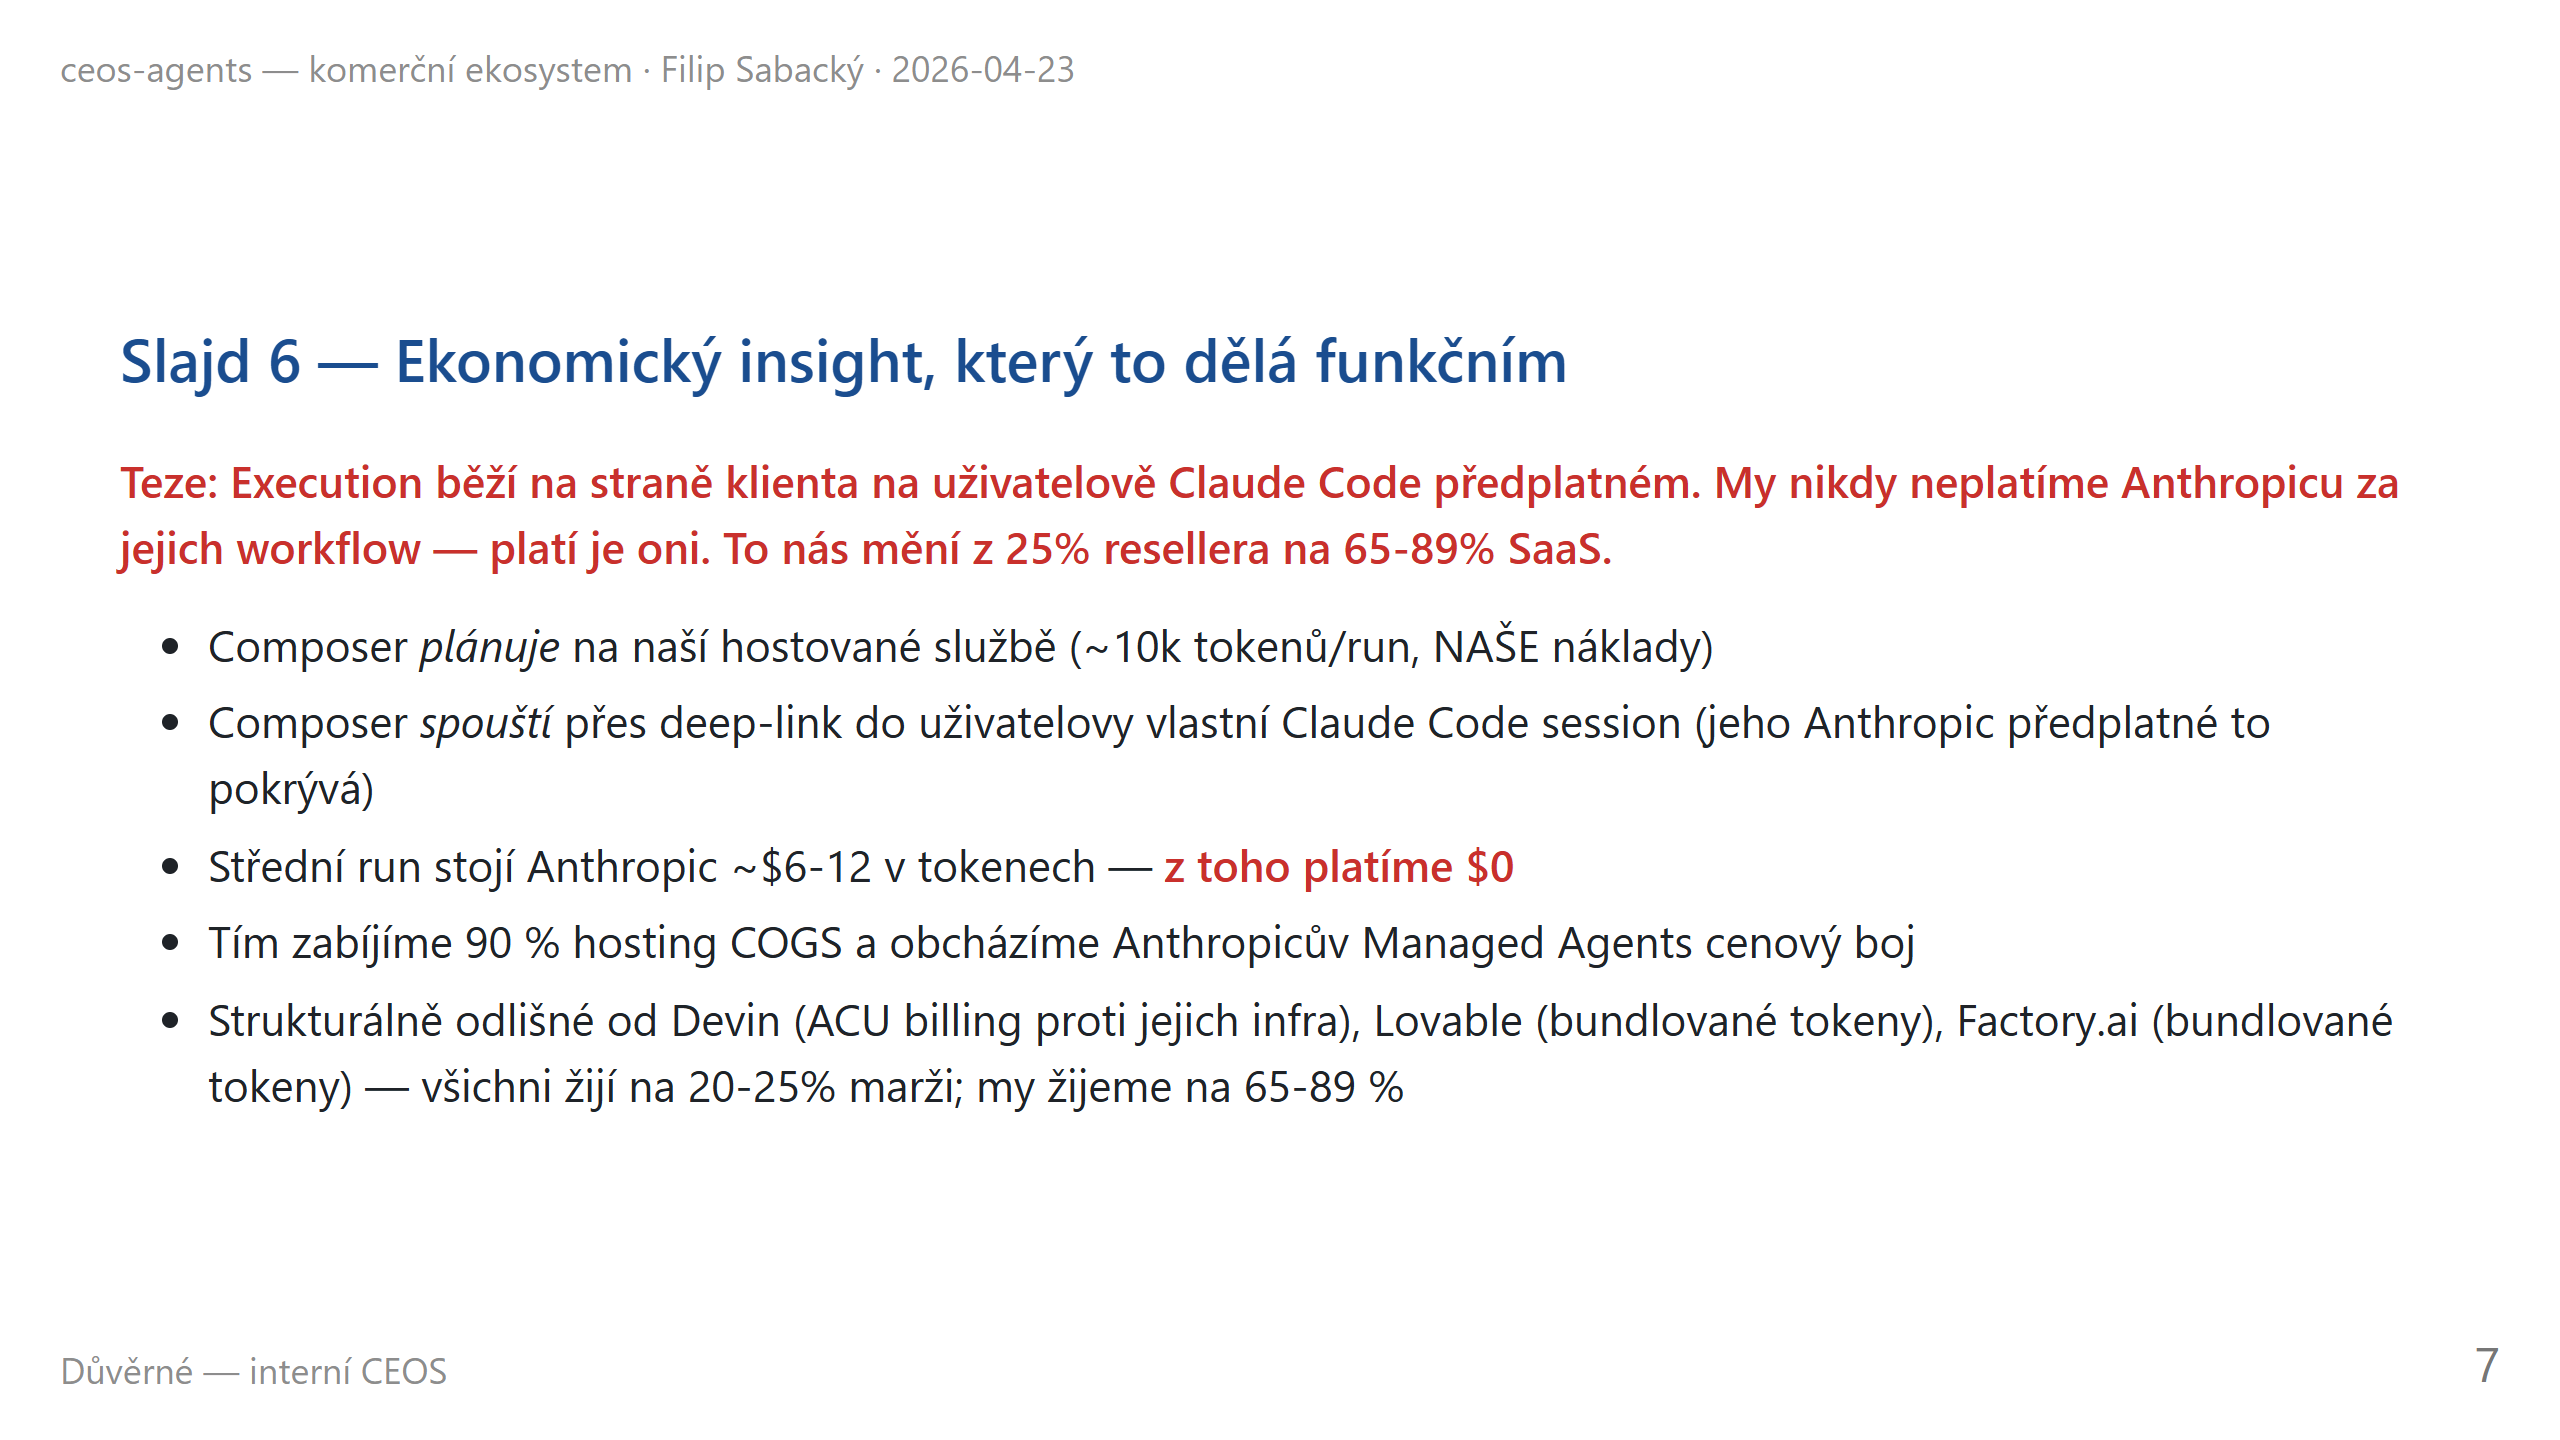 ceos-agents — komerční ekosystem · Filip Sabacký · 2026-04-23
Slajd 6 — Ekonomický insight, který to dělá funkčním
Teze: Execution běží na straně klienta na uživatelově Claude Code předplatném. My nikdy neplatíme Anthropicu za
jejich workflow — platí je oni. To nás mění z 25% resellera na 65-89% SaaS.
• Composer plánuje na naší hostované službě (~10k tokenů/run, NAŠE náklady)
• Composer spouští přes deep-link do uživatelovy vlastní Claude Code session (jeho Anthropic předplatné to
pokrývá)
• Střední run stojí Anthropic ~$6-12 v tokenech — z toho platíme $0
• Tím zabíjíme 90 % hosting COGS a obcházíme Anthropicův Managed Agents cenový boj
• Strukturálně odlišné od Devin (ACU billing proti jejich infra), Lovable (bundlované tokeny), Factory.ai (bundlované
tokeny) — všichni žijí na 20-25% marži; my žijeme na 65-89 %
Důvěrné — interní CEOS
7